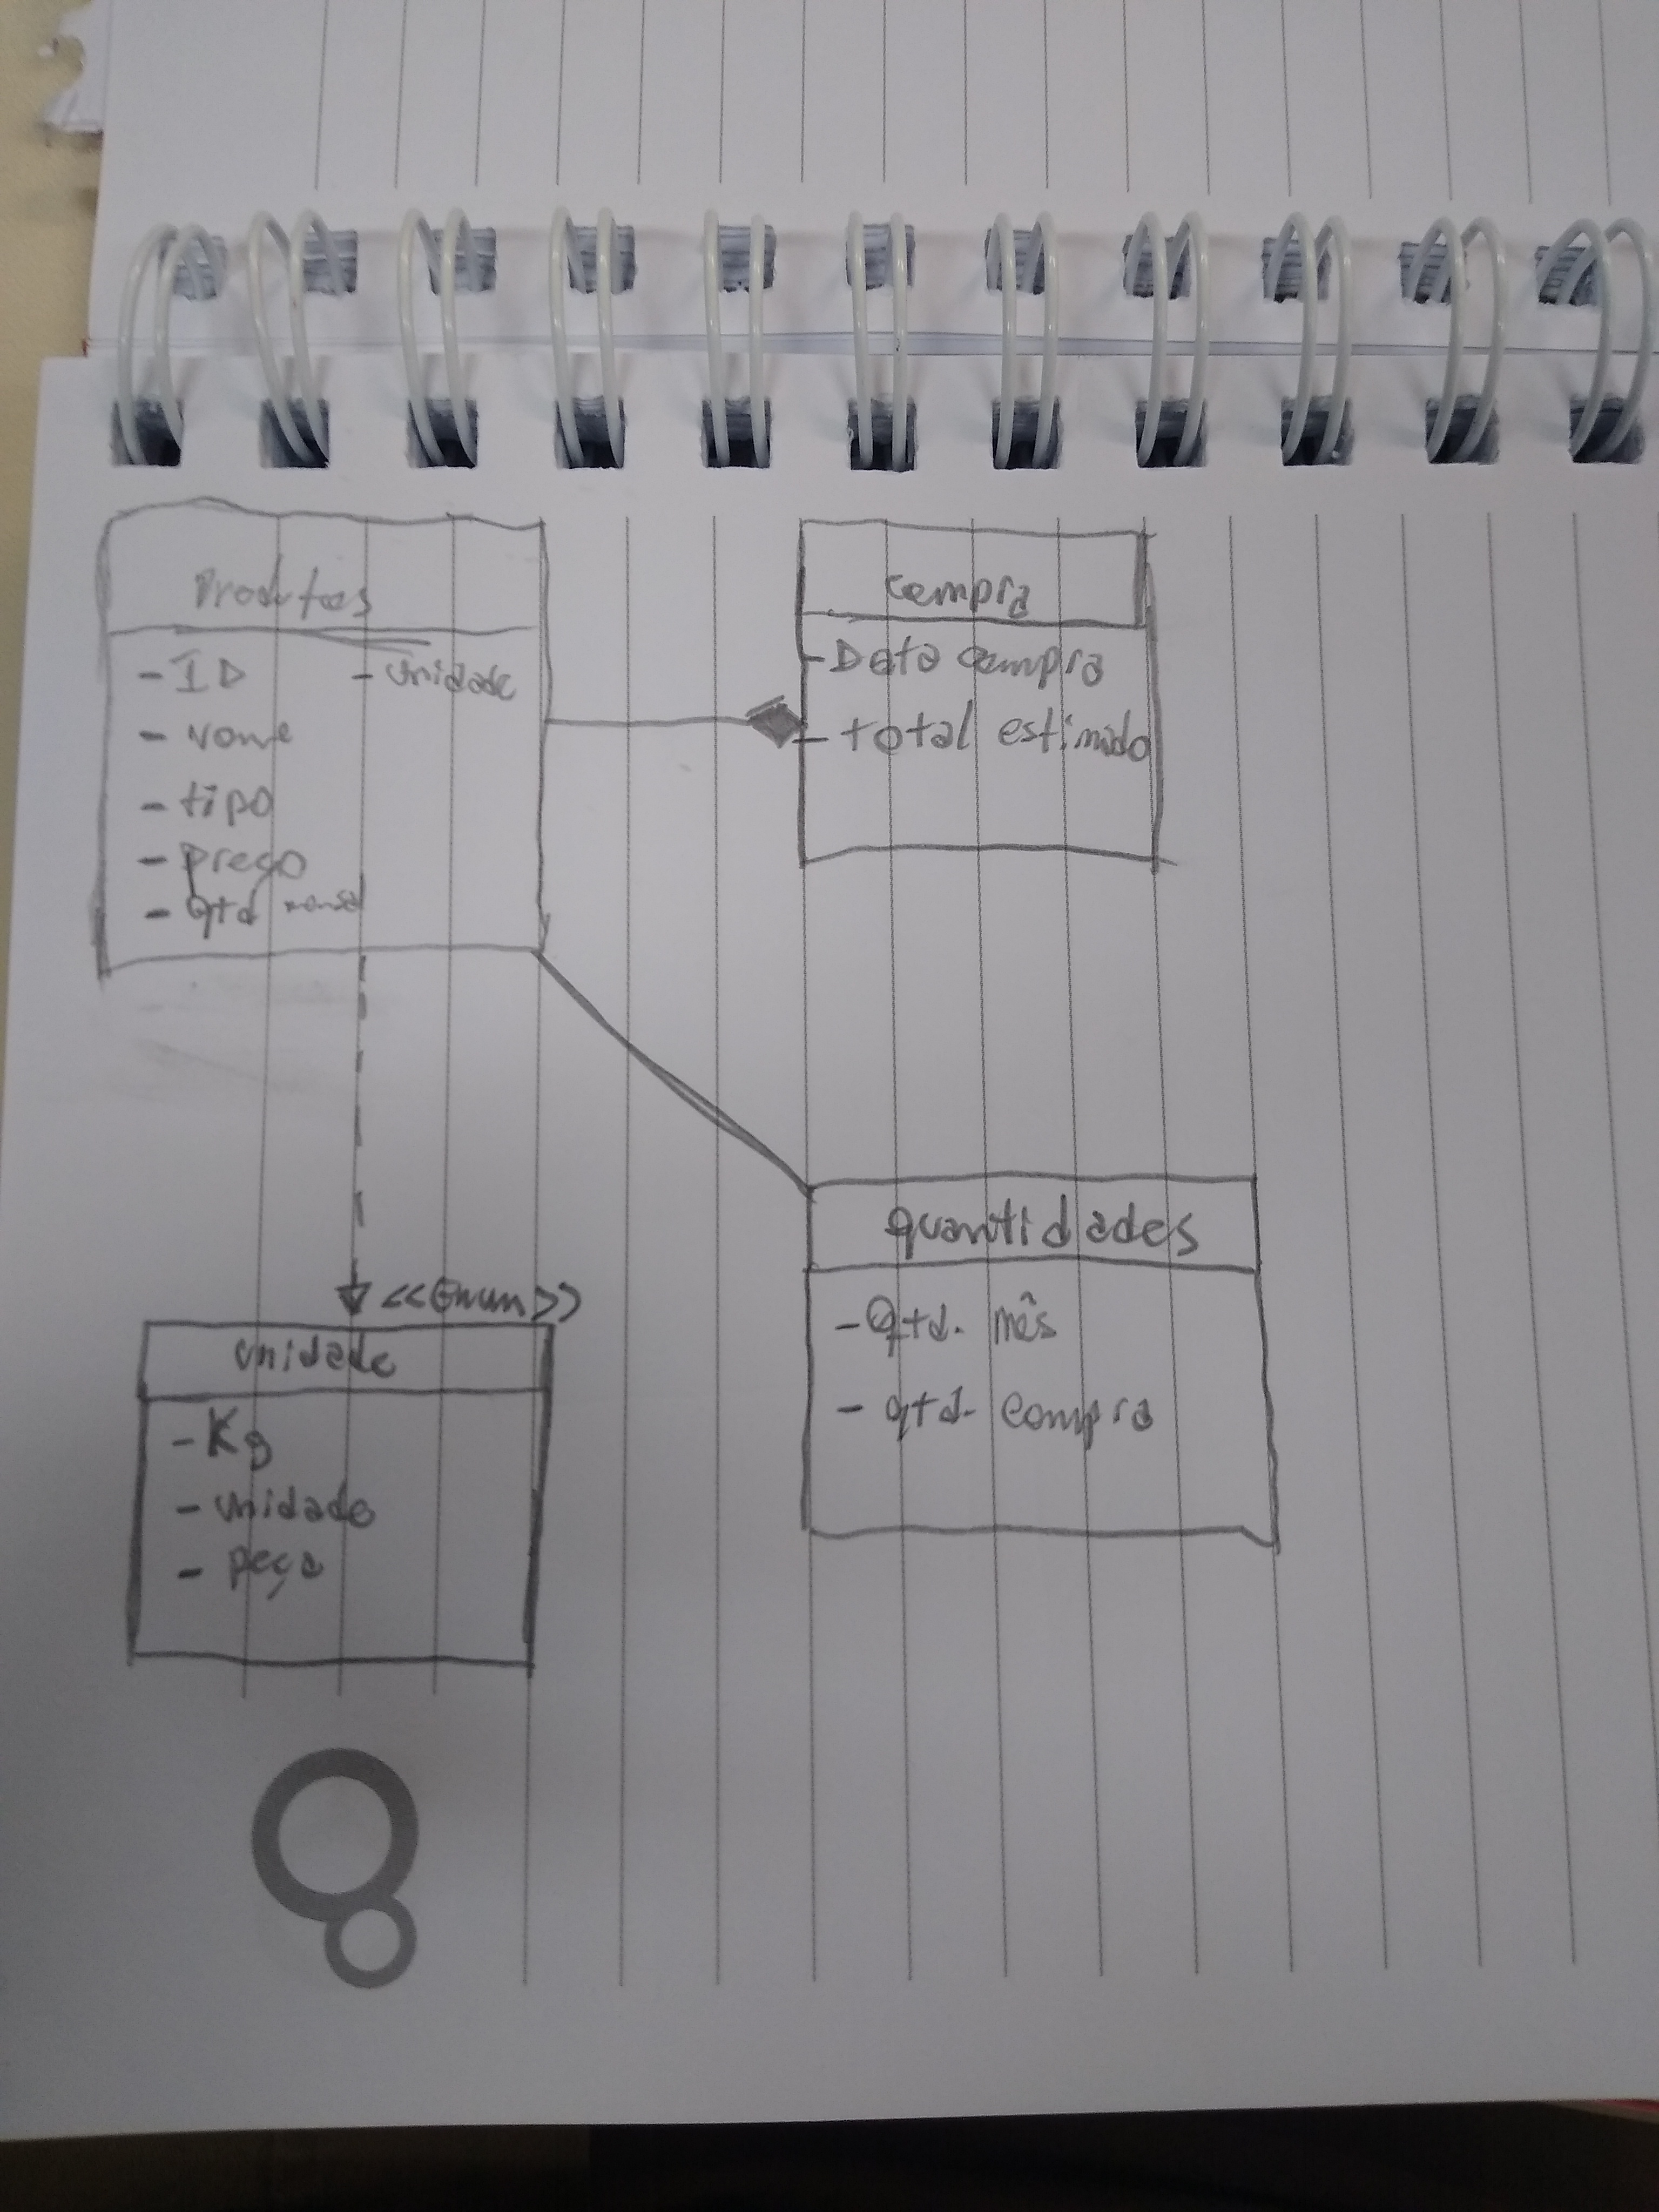 Produtos
- ID - unidade
- nome
- tipo
- preço
- Qtd mensal
compra
- Data compra
- total estimado
quantidades
- Qtd. mês
- qtd. compra
<<Enum>>
unidade
- Kg
- unidade
- peça